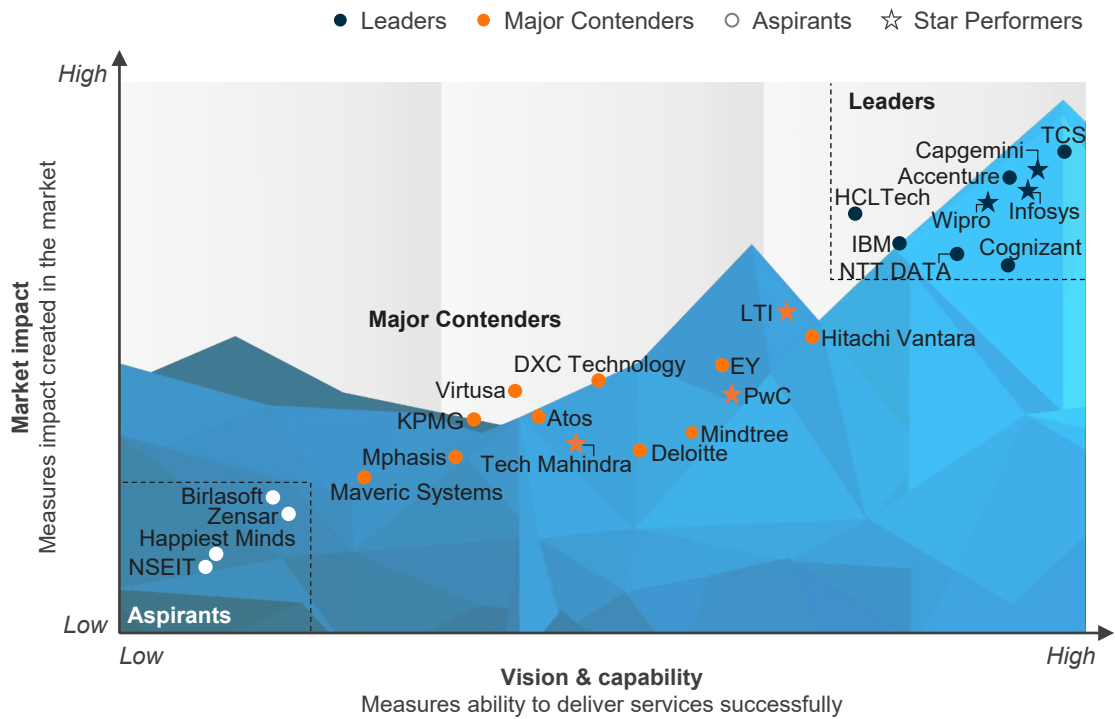 Leaders
Major Contenders
Aspirants
Star Performers
High
Market impact
Measures impact created in the market
Leaders
TCS
Capgemini
Accenture
HCLTech
Wipro
Infosys
IBM
Cognizant
NTT DATA
LTI
Major Contenders
Hitachi Vantara
DXC Technology
EY
Virtusa
PwC
KPMG
Atos
Mindtree
Mphasis
Tech Mahindra
Deloitte
Maveric Systems
Birlasoft
Zensar
Happiest Minds
NSEIT
Aspirants
Low
Low
High
Vision & capability
Measures ability to deliver services successfully